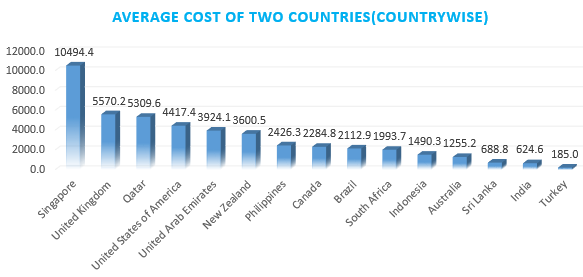 AVERAGE COST OF TWO COUNTRIES(COUNTRYWISE)
12000.0
10000.0
8000.0
6000.0
4000.0
2000.0
0.0
10494.4
5570.2
5309.6
4417.4
3924.1
3600.5
2426.3
2284.8
2112.9
1993.7
1490.3
1255.2
688.8
624.6
185.0
Singapore
United Kingdom
Qatar
United States of America
United Arab Emirates
New Zealand
Philippines
Canada
Brazil
South Africa
Indonesia
Australia
Sri Lanka
India
Turkey